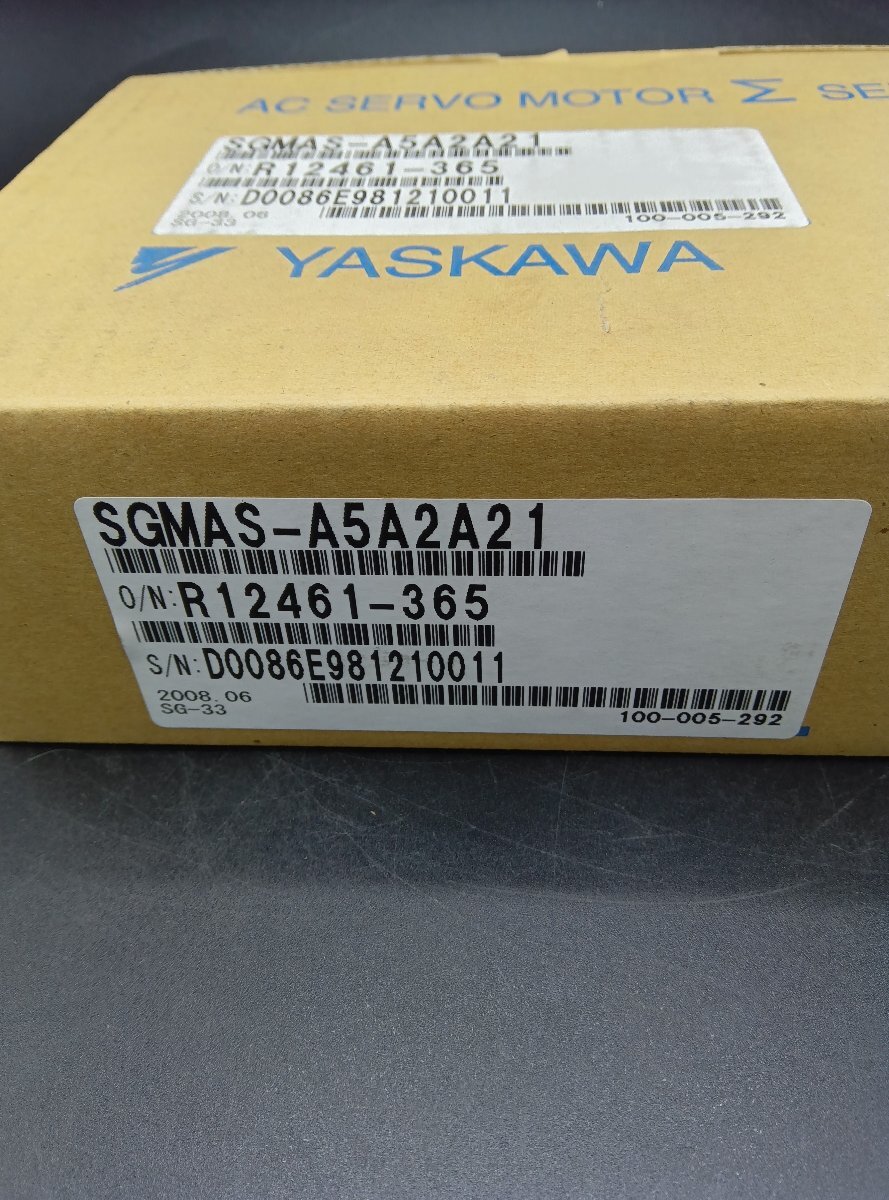 AC SERVO MOTOR Σ SE
SGMAS-A5A2A21
O/N:R12461-365
S/N:D0086E981210011
2008.06
SG-33
100-005-292
YASKAWA
SGMAS-A5A2A21
O/N:R12461-365
S/N:D0086E981210011
2008.06
SG-33
100-005-292